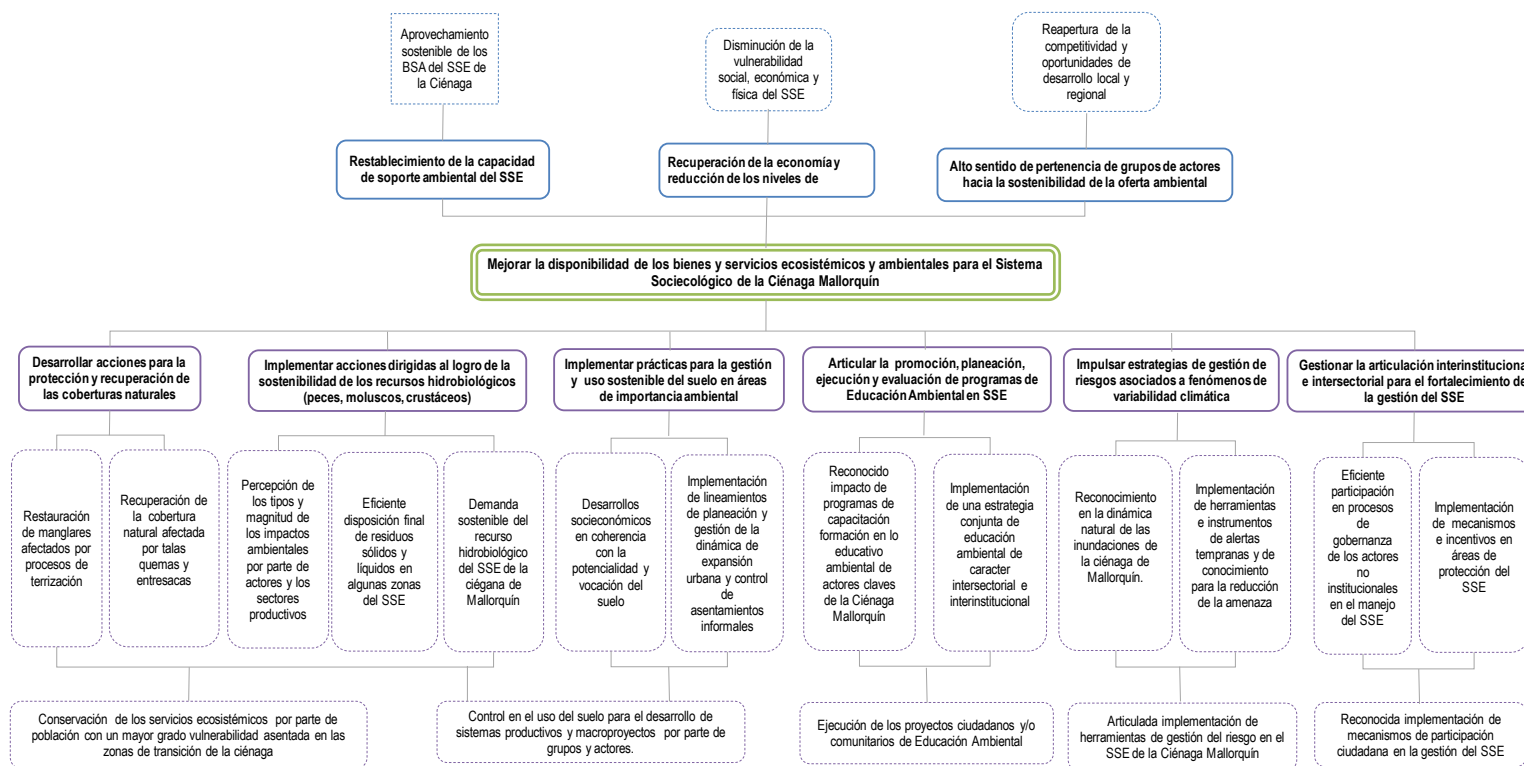 Aprovechamiento
sostenible de los
BSA del SSE de
la Ciénaga
Disminución de la
vulnerabilidad
social, económica y
física del SSE
Reapertura de la
competitividad y
oportunidades de
desarrollo local y
regional
Restablecimiento de la capacidad
de soporte ambiental del SSE
Recuperación de la economía y
reducción de los niveles de
Alto sentido de pertenencia de grupos de actores
hacia la sostenibilidad de la oferta ambiental
Mejorar la disponibilidad de los bienes y servicios ecosistémicos y ambientales para el Sistema
Sociecológico de la Ciénaga Mallorquín
Desarrollar acciones para la
protección y recuperación de
las coberturas naturales
Implementar acciones dirigidas al logro de la
sostenibilidad de los recursos hidrobiológicos
(peces, moluscos, crustáceos)
Implementar prácticas para la gestión
y uso sostenible del suelo en áreas
de importancia ambiental
Articular la promoción, planeación,
ejecución y evaluación de programas de
Educación Ambiental en SSE
Impulsar estrategias de gestión de
riesgos asociados a fenómenos de
variabilidad climática
Gestionar la articulación interinstituciona
e intersectorial para el fortalecimiento de
la gestión del SSE
Restauración
de manglares
afectados por
procesos de
terrización
Recuperación de
la cobertura
natural afectada
por talas
quemas y
entresacas
Percepción de
los tipos y
magnitud de
los impactos
ambientales
por parte de
actores y los
sectores
productivos
Eficiente
disposición final
de residuos
sólidos y
líquidos en
algunas zonas
del SSE
Demanda
sostenible del
recurso
hidrobiológico
del SSE de la
ciégana de
Mallorquín
Desarrollos
socieconómicos
en coherencia
con la
potencialidad y
vocación del
suelo
Implementación
de lineamientos
de planeación y
gestión de la
dinámica de
expansión
urbana y control
de
asentamientos
informales
Reconocido
impacto de
programas de
capacitación
formación en lo
educativo
ambiental de
actores claves
de la Ciénaga
Mallorquín
Implementación
de una estrategia
conjunta de
educación
ambiental de
caracter
intersectorial e
interinstitucional
Reconocimiento
en la dinámica
natural de las
inundaciones de
la ciénaga de
Mallorquín.
Implementación
de herramientas
e instrumentos
de alertas
tempranas y de
conocimiento
para la reducción
de la amenaza
Eficiente
participación
en procesos
de
gobernanza
de los actores
no
institucionales
en el manejo
del SSE
Implementación
de mecanismos
e incentivos en
áreas de
protección del
SSE
Conservación de los servicios ecosistémicos por parte de
población con un mayor grado vulnerabilidad asentada en las
zonas de transición de la ciénaga
Control en el uso del suelo para el desarrollo de
sistemas productivos y macroproyectos por parte de
grupos y actores.
Ejecución de los proyectos ciudadanos y/o
comunitarios de Educación Ambiental
Articulada implementación de
herramientas de gestión del riesgo en el
SSE de la Ciénaga Mallorquín
Reconocida implementación de
mecanismos de participación
ciudadana en la gestión del SSE